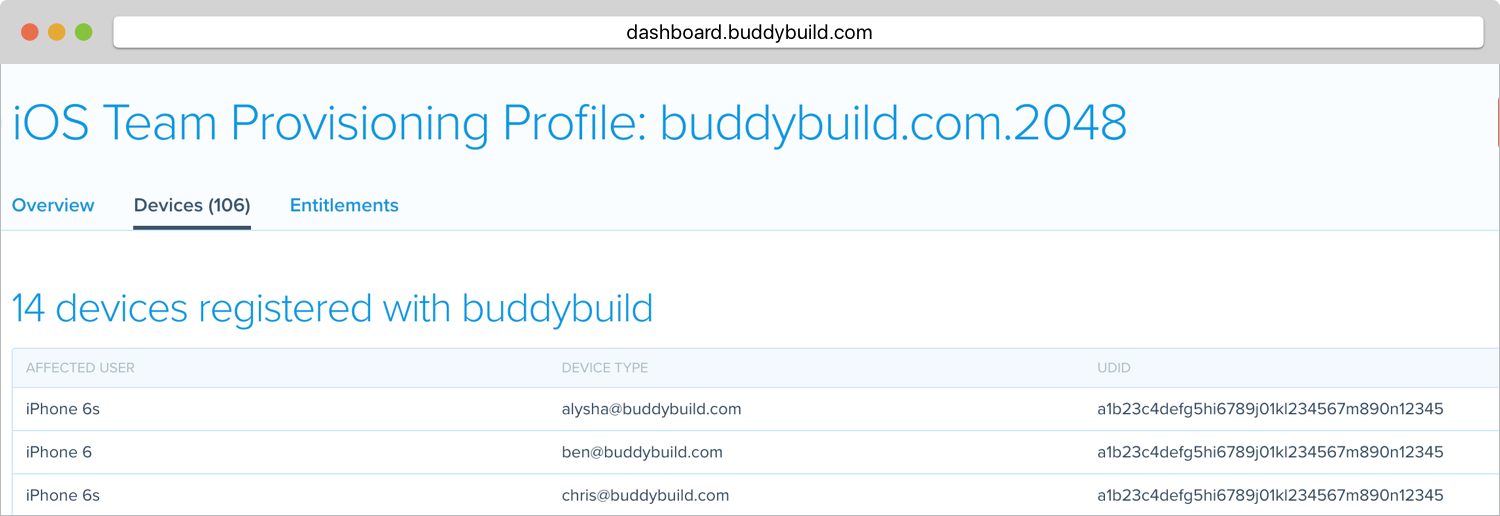 dashboard.buddybuild.com
iOS Team Provisioning Profile: buddybuild.com.2048
Overview Devices (106) Entitlements
14 devices registered with buddybuild
AFFECTED USER DEVICE TYPE UDID
iPhone 6s alysha@buddybuild.com a1b23c4defg5hi6789j01kl234567m890n12345
iPhone 6 ben@buddybuild.com a1b23c4defg5hi6789j01kl234567m890n12345
iPhone 6s chris@buddybuild.com a1b23c4defg5hi6789j01kl234567m890n12345